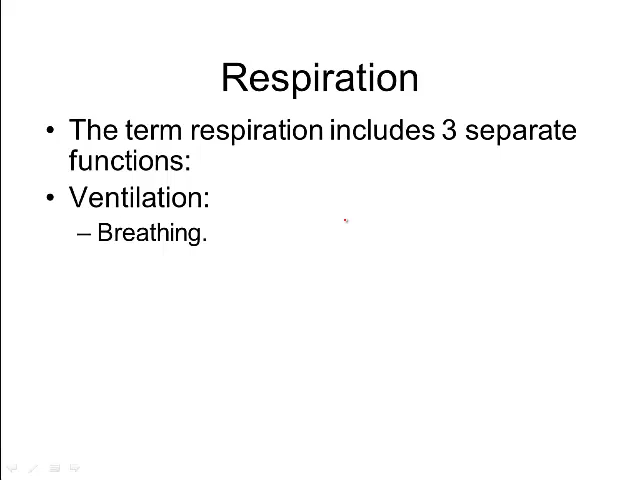 Respiration
• The term respiration includes 3 separate
functions:
• Ventilation:
– Breathing.